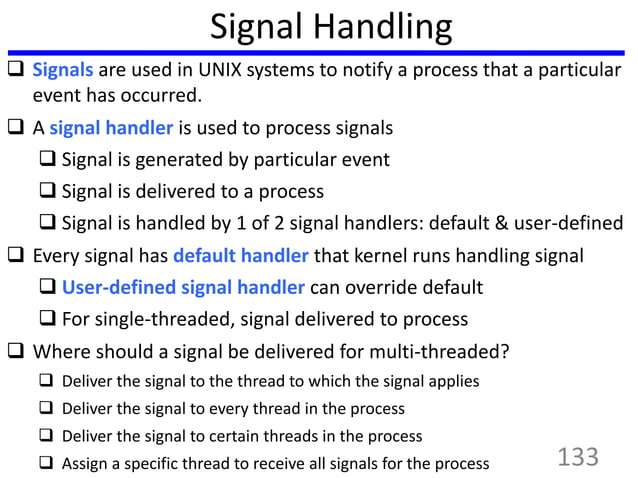 Signal Handling
❑ Signals are used in UNIX systems to notify a process that a particular
event has occurred.
❑ A signal handler is used to process signals
❑ Signal is generated by particular event
❑ Signal is delivered to a process
❑ Signal is handled by 1 of 2 signal handlers: default & user-defined
❑ Every signal has default handler that kernel runs handling signal
❑ User-defined signal handler can override default
❑ For single-threaded, signal delivered to process
❑ Where should a signal be delivered for multi-threaded?
❑ Deliver the signal to the thread to which the signal applies
❑ Deliver the signal to every thread in the process
❑ Deliver the signal to certain threads in the process
❑ Assign a specific thread to receive all signals for the process
133